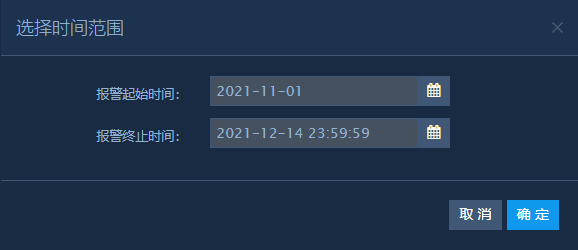 选择时间范围 ×
报警起始时间： 2021-11-01
报警终止时间： 2021-12-14 23:59:59
取消 确定